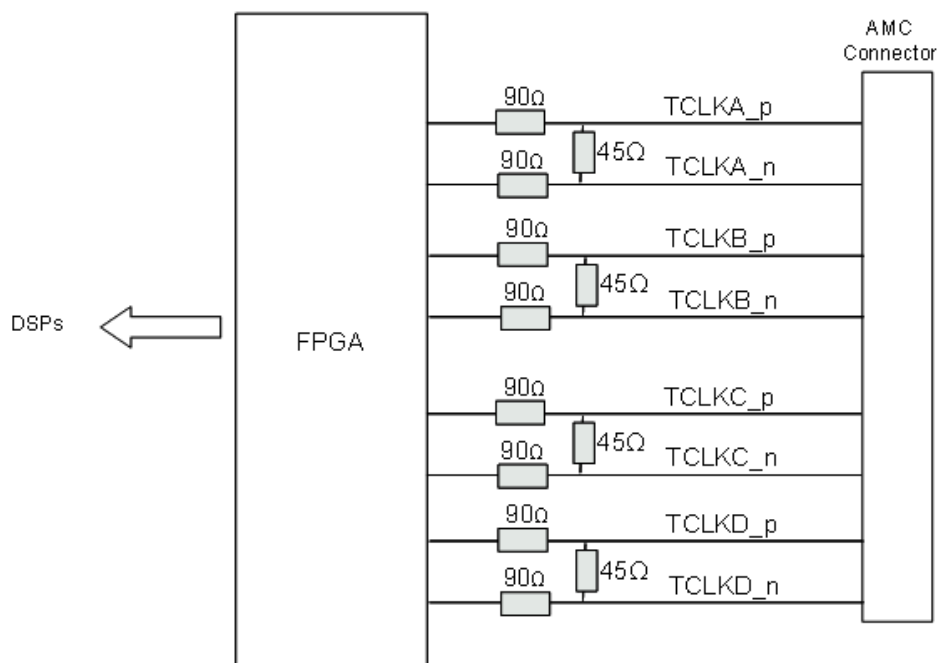 AMC
Connector
90Ω
TCLKA_p
45Ω
90Ω
TCLKA_n
90Ω
TCLKB_p
45Ω
90Ω
TCLKB_n
DSPs
FPGA
90Ω
TCLKC_p
45Ω
90Ω
TCLKC_n
90Ω
TCLKD_p
45Ω
90Ω
TCLKD_n